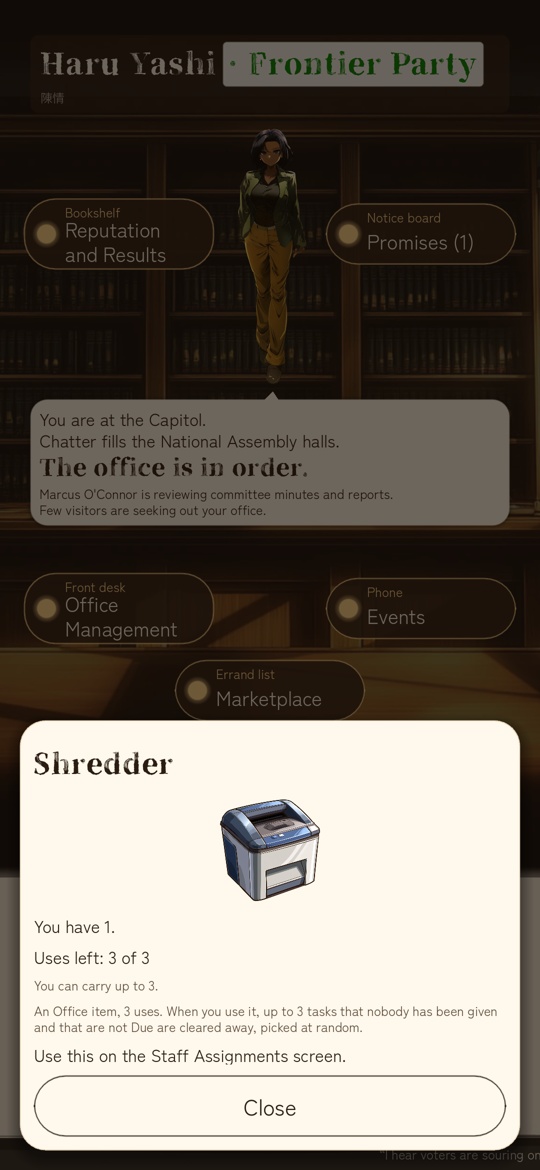 Haru Yashi · Frontier Party
陳情
Bookshelf
Reputation
and Results
Notice board
Promises (1)
You are at the Capitol.
Chatter fills the National Assembly halls.
The office is in order.
Marcus O'Connor is reviewing committee minutes and reports.
Few visitors are seeking out your office.
Front desk
Office
Management
Phone
Events
Errand list
Marketplace
Shredder
You have 1.
Uses left: 3 of 3
You can carry up to 3.
An Office item, 3 uses. When you use it, up to 3 tasks that nobody has been given
and that are not Due are cleared away, picked at random.
Use this on the Staff Assignments screen.
Close
"I hear voters are souring on